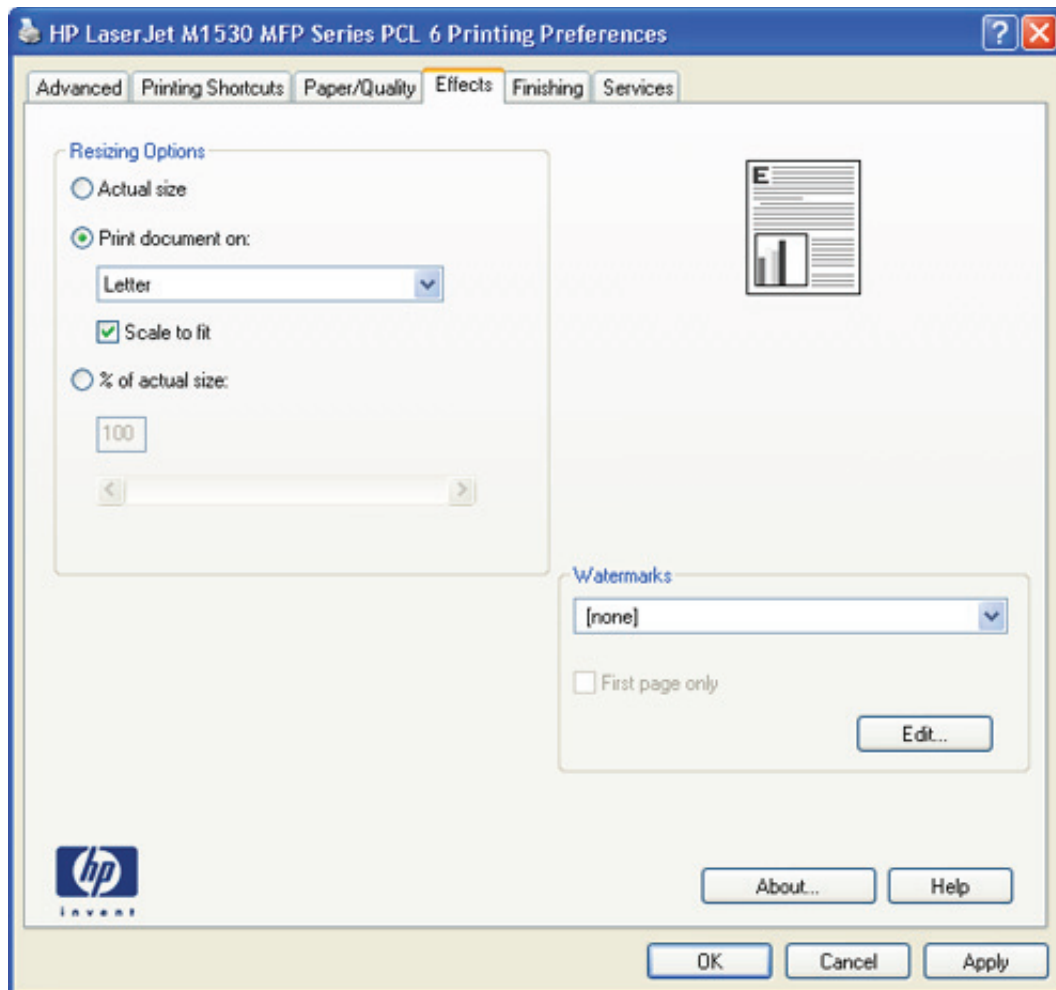 HP LaserJet M1530 MFP Series PCL 6 Printing Preferences
Advanced Printing Shortcuts Paper/Quality Effects Finishing Services
Resizing Options
Actual size
Print document on:
Letter
Scale to fit
% of actual size:
100
E
Watermarks
[none]
First page only
Edit...
hp
invent
About... Help
OK Cancel Apply